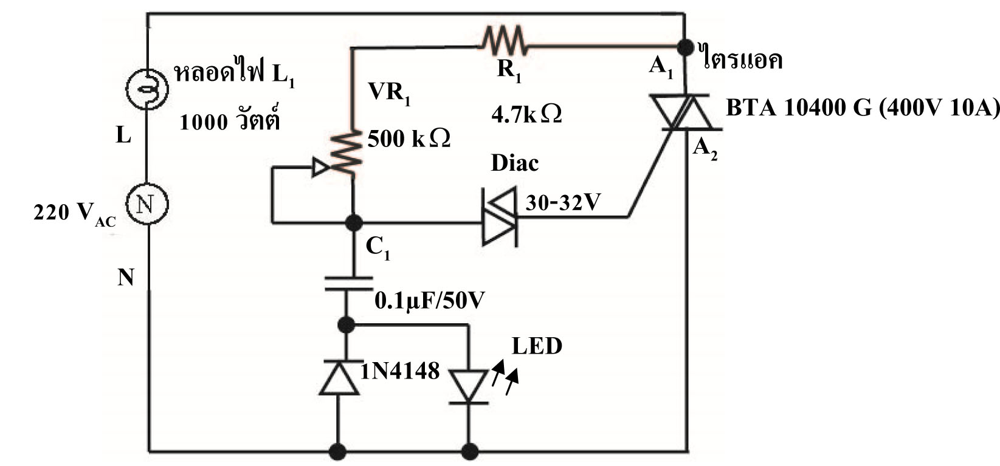 หลอดไฟ L1
1000 วัตต์
L
N
220 VAC
N
VR1
500 kΩ
R1
4.7kΩ
A1
ไตรแอค
BTA 10400 G (400V 10A)
A2
Diac
30-32V
C1
0.1µF/50V
1N4148
LED